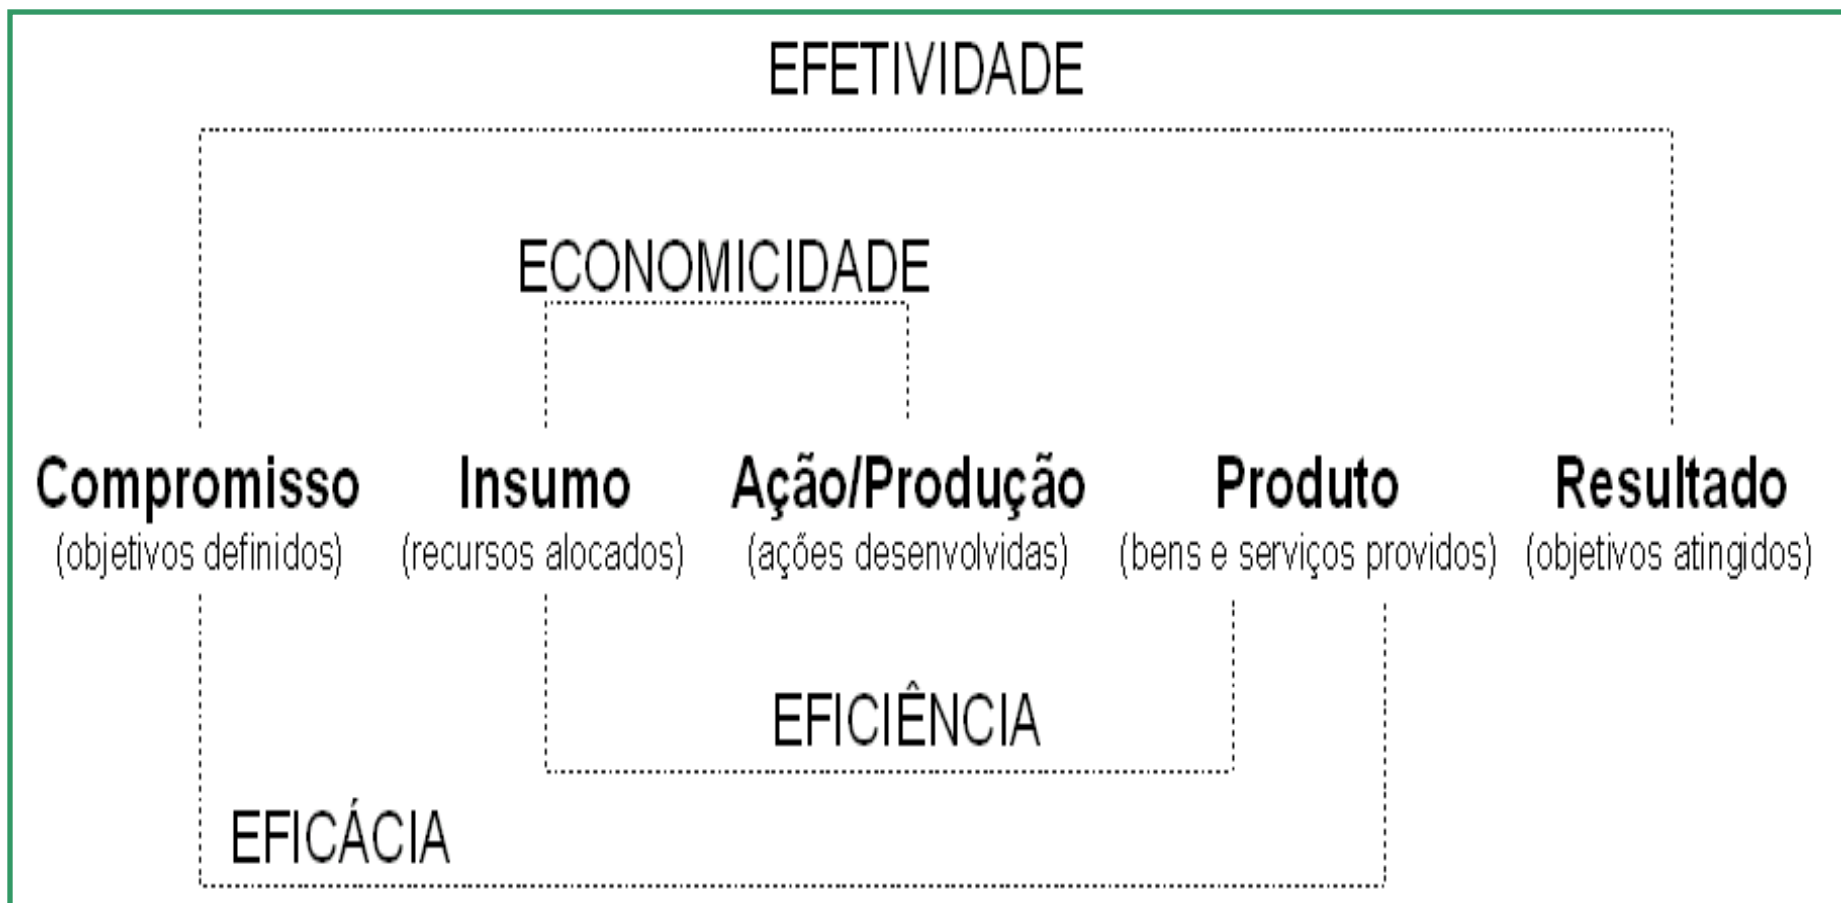 EFETIVIDADE
ECONOMICIDADE
Compromisso Insumo Ação/Produção Produto Resultado
(objetivos definidos) (recursos alocados) (ações desenvolvidas) (bens e serviços providos) (objetivos atingidos)
EFICIÊNCIA
EFICÁCIA